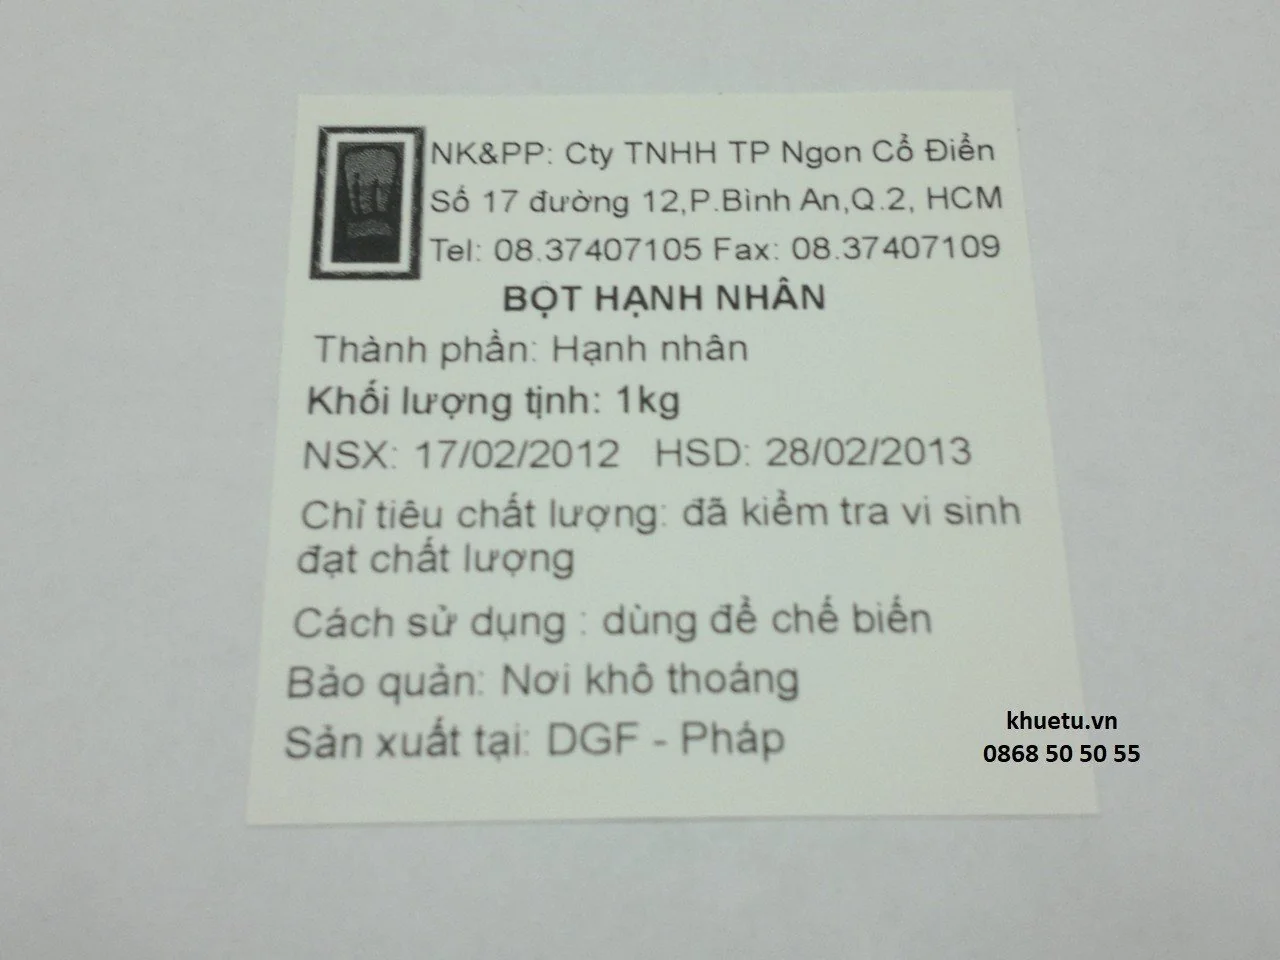 NK&PP: Cty TNHH TP Ngon Cổ Điển
Số 17 đường 12,P.Bình An,Q.2, HCM
Tel: 08.37407105 Fax: 08.37407109
BỘT HẠNH NHÂN
Thành phần: Hạnh nhân
Khối lượng tịnh: 1kg
NSX: 17/02/2012 HSD: 28/02/2013
Chỉ tiêu chất lượng: đã kiểm tra vi sinh
đạt chất lượng
Cách sử dụng : dùng để chế biến
Bảo quản: Nơi khô thoáng
Sản xuất tại: DGF - Pháp
khuetu.vn
0868 50 50 55